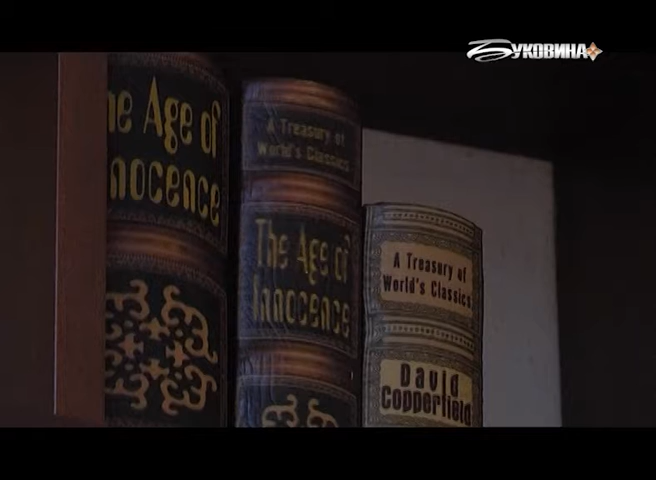 БУКОВИНА
he Age of
nnocence
A Treasury of
World's Classics
The Age of
Innocence
A Treasury of
World's Classics
David
Copperfield